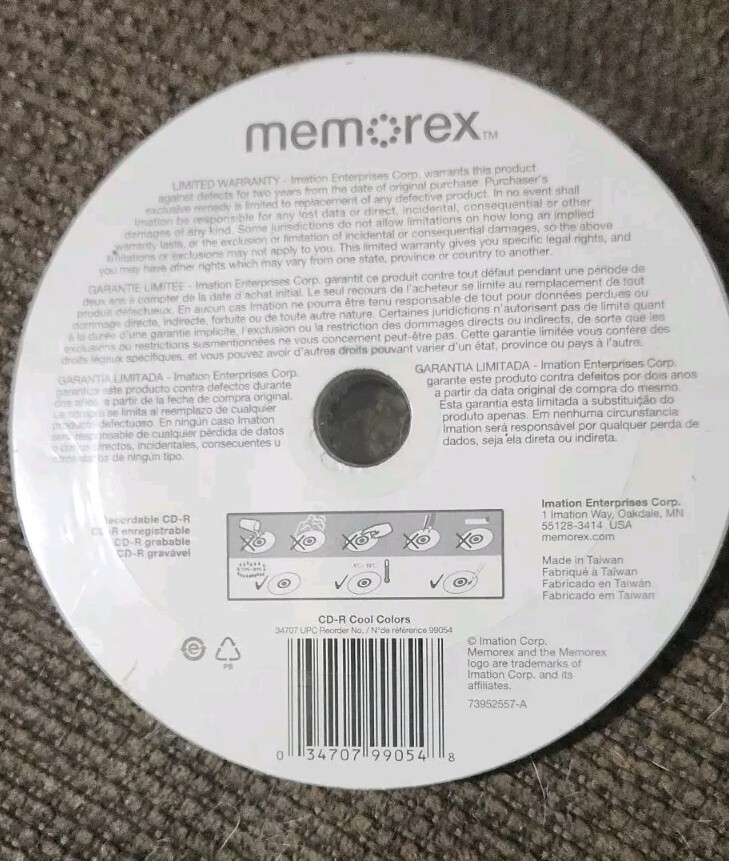 memorex™
LIMITED WARRANTY - Imation Enterprises Corp. warrants this product
against defects for two years from the date of original purchase. Purchaser's
exclusive remedy is limited to replacement of any defective product. In no event shall
Imation be responsible for any lost data or direct, incidental, consequential or other
damages of any kind. Some jurisdictions do not allow limitations on how long an implied
warranty lasts, or the exclusion or limitation of incidental or consequential damages, so the above
limitations or exclusions may not apply to you. This limited warranty gives you specific legal rights, and
you may have other rights which may vary from one state, province or country to another.
GARANTIE LIMITEE - Imation Enterprises Corp. garantit ce produit contre tout défaut pendant une période de
deux ans à compter de la date d'achat initial. Le seul recours de l'acheteur se limite au remplacement de tout
produit défectueux. En aucun cas Imation ne pourra être tenu responsable de tout pour données perdues ou
dommage directe, indirecte, fortuite ou de toute autre nature. Certaines juridictions n'autorisent pas de limite quant
à la durée d'une garantie implicite, l'exclusion ou la restriction des dommages directs ou indirects, de sorte que les
exclusions ou restrictions susmentionnées ne vous concernent peut-être pas. Cette garantie limitée vous confère des
droits légaux spécifiques, et vous pouvez avoir d'autres droits pouvant varier d'un état, province ou pays à l'autre.
GARANTIA LIMITADA - Imation Enterprises Corp.
garantiza este producto contra defectos durante
dos años a partir de la feche de compra original.
La compra se limita al reemplazo de cualquier
producto defectuoso. En ningún caso Imation
será responsable de cualquier pérdida de datos
o daños directos, incidentales, consecuentes u
otros daños de ningún tipo.
GARANTIA LIMITADA - Imation Enterprises Corp.
garante este produto contra defeitos por dois anos
a partir da data original de compra do mesmo.
Esta garantia esta limitada a substituição do
produto apenas. Em nenhuma circunstancia
Imation será responsável por qualquer perda de
dados, seja ela direta ou indireta.
Recordable CD-R
CD-R enregistrable
CD-R grabable
CD-R gravável
Imation Enterprises Corp.
1 Imation Way, Oakdale, MN
55128-3414 USA
memorex.com
Made in Taiwan
Fabriqué à Taïwan
Fabricado en Taiwán
Fabricado em Taiwan
CD-R Cool Colors
34707 UPC Reorder No. / N°de référence 99054
e
PB
© Imation Corp.
Memorex and the Memorex
logo are trademarks of
Imation Corp. and its
affiliates.
73952557-A
0 34707 99054 8